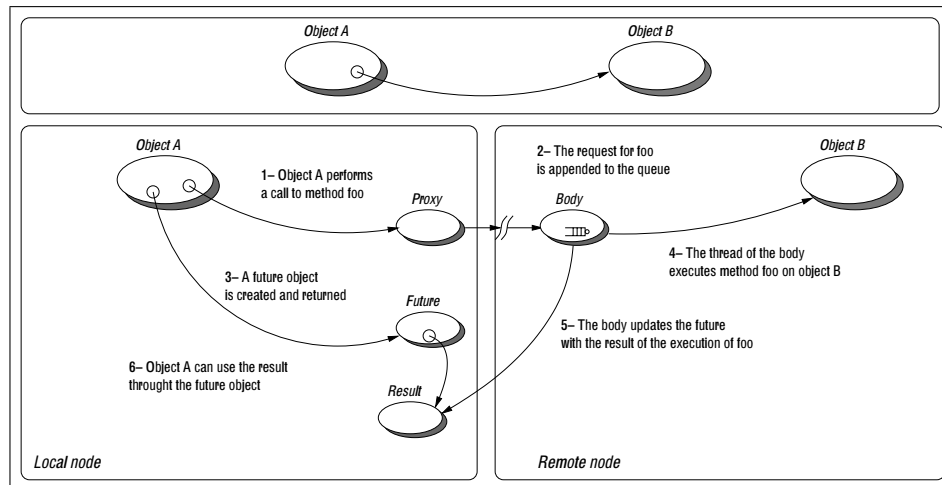 Object A
Object B
Object A
Object B
1– Object A performs
a call to method foo
2– The request for foo
is appended to the queue
Proxy
Body
4– The thread of the body
executes method foo on object B
3– A future object
is created and returned
Future
5– The body updates the future
with the result of the execution of foo
6– Object A can use the result
throught the future object
Result
Local node
Remote node